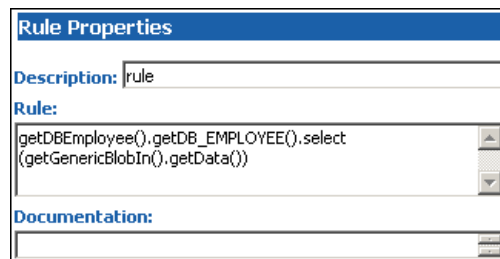 Rule Properties
Description: rule
Rule:
getDBEmployee().getDB_EMPLOYEE().select
(getGenericBlobIn().getData())
Documentation: